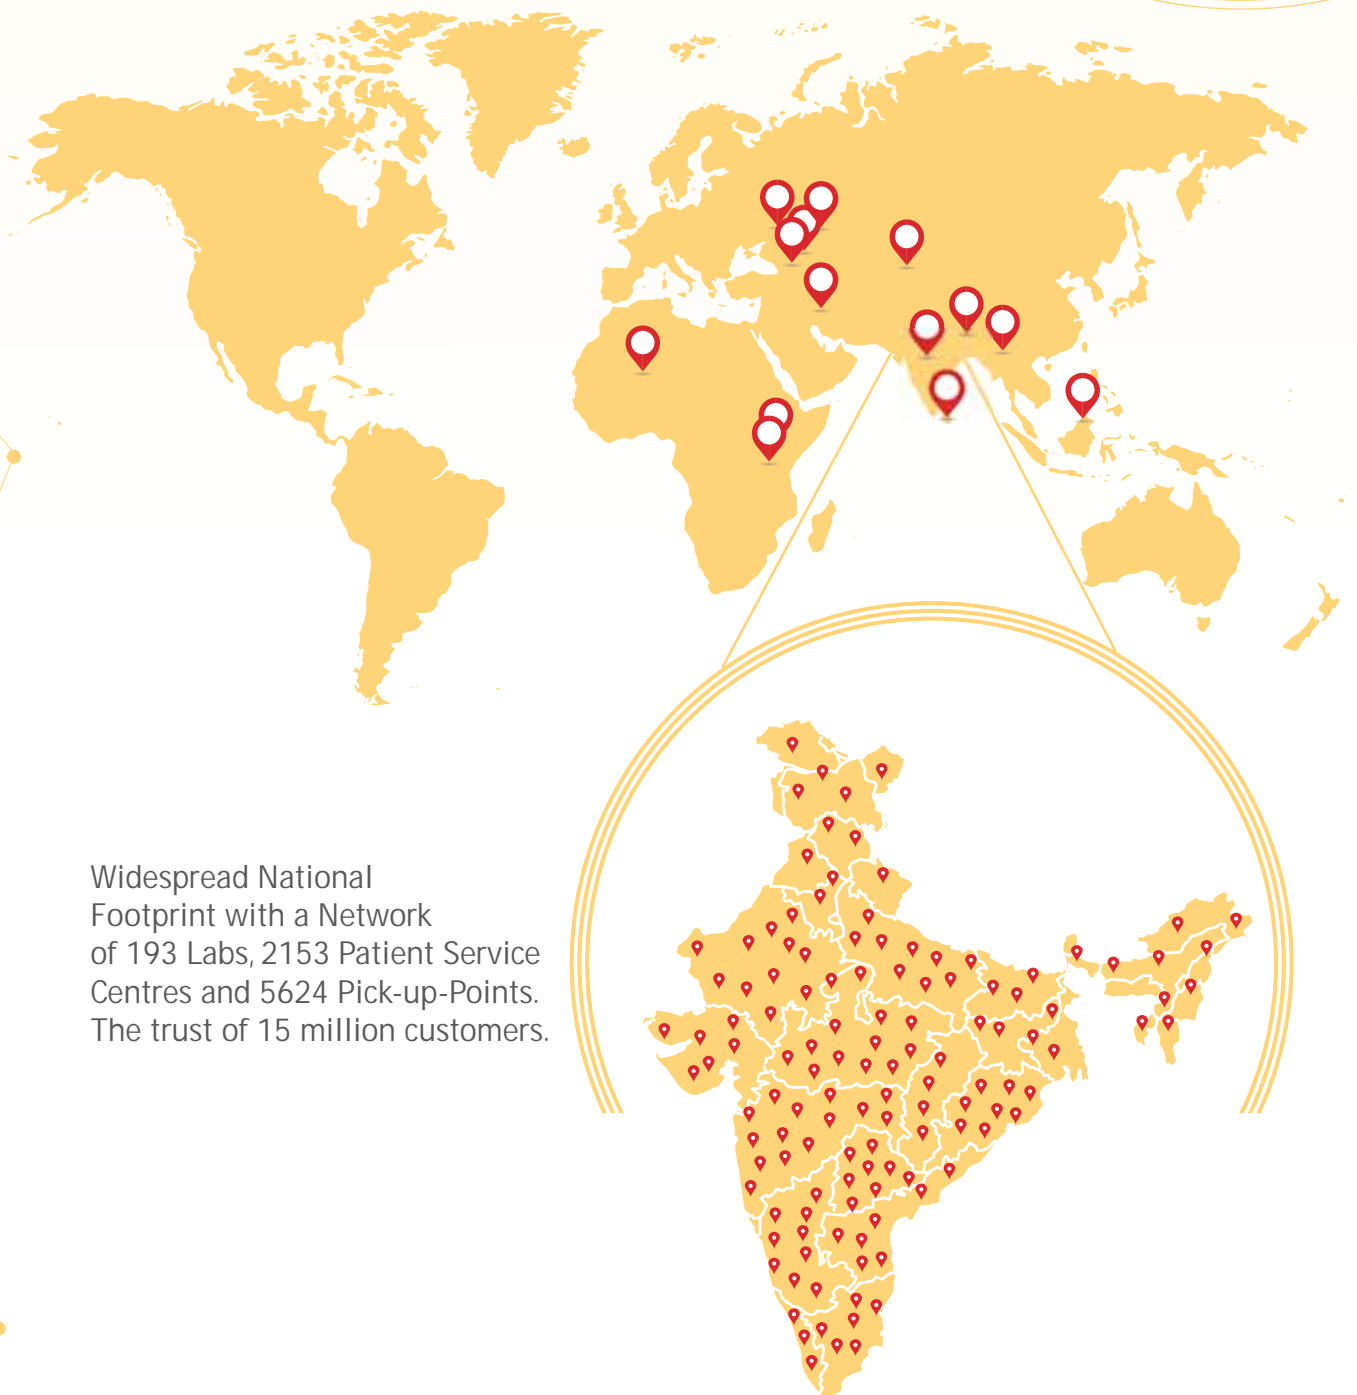 Widespread National
Footprint with a Network
of 193 Labs, 2153 Patient Service
Centres and 5624 Pick-up-Points.
The trust of 15 million customers.